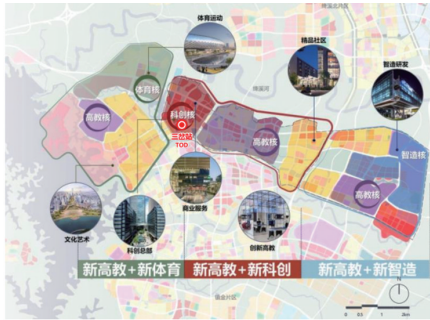 体育运动
精品社区
智造研发
体育核
高教核
科创核
三岔站
TOD
高教核
智造核
高教核
文化艺术
科创总部
商业服务
创新高教
新高教+新体育
新高教+新科创
新高教+新智造